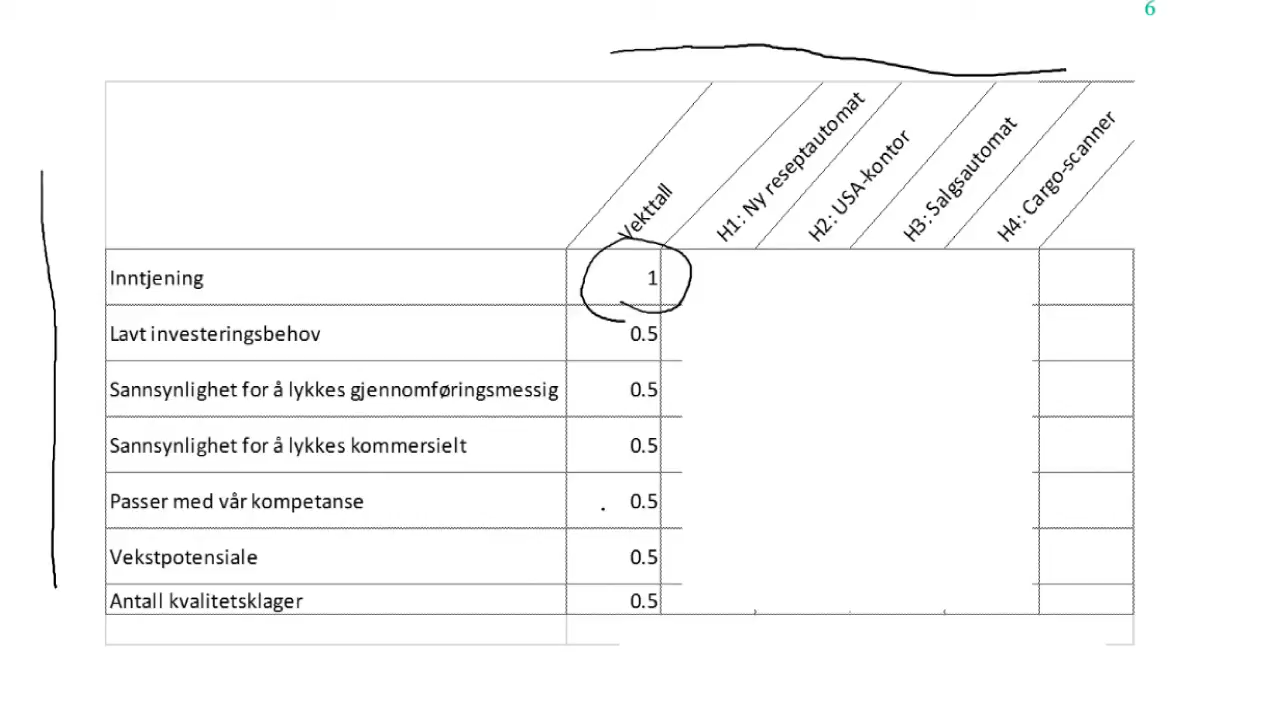 6
Vekttall
H1: Ny reseptautomat
H2: USA-kontor
H3: Salgsautomat
H4: Cargo-scanner
Inntjening 1
Lavt investeringsbehov 0.5
Sannsynlighet for å lykkes gjennomføringsmessig 0.5
Sannsynlighet for å lykkes kommersielt 0.5
Passer med vår kompetanse 0.5
Vekstpotensiale 0.5
Antall kvalitetsklager 0.5